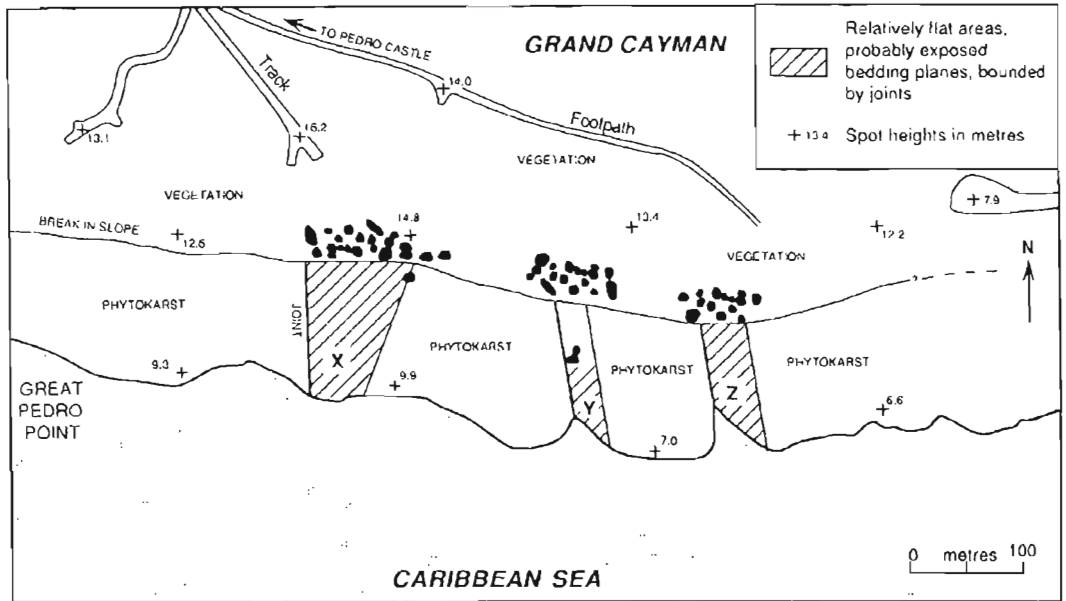 TO PEDRO CASTLE
GRAND CAYMAN
Relatively flat areas,
probably exposed
bedding planes, bounded
by joints
+13.4 Spot heights in metres
Track
14.0
13.1
16.2
Footpath
VEGETATION
VEGETATION
7.9
BREAK IN SLOPE
12.6
14.8
13.4
12.2
VEGETATION
N
?
PHYTOKARST
JOINT
X
PHYTOKARST
PHYTOKARST
PHYTOKARST
Y
Z
9.3
9.9
GREAT
PEDRO
POINT
7.0
6.6
0 metres 100
CARIBBEAN SEA